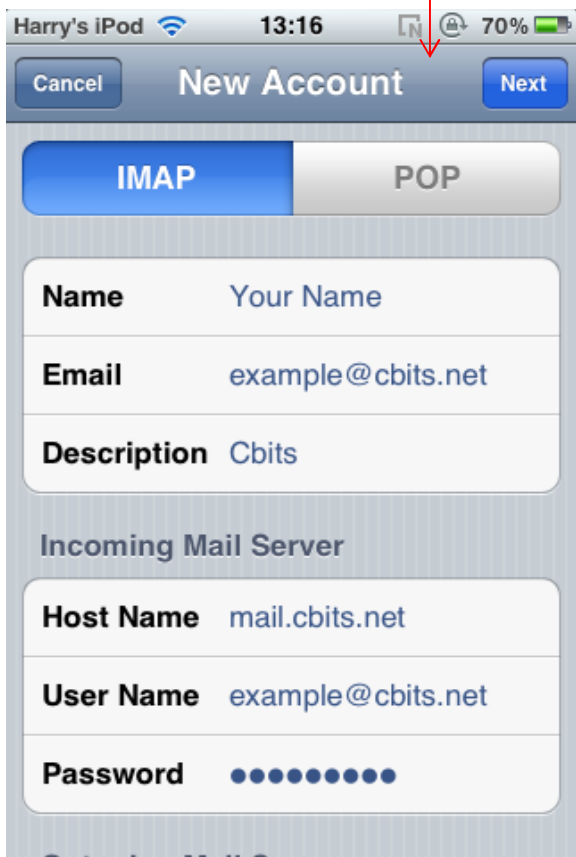 Harry's iPod 13:16 70%
Cancel New Account Next
IMAP POP
Name Your Name
Email example@cbits.net
Description Cbits
Incoming Mail Server
Host Name mail.cbits.net
User Name example@cbits.net
Password ●●●●●●●●●